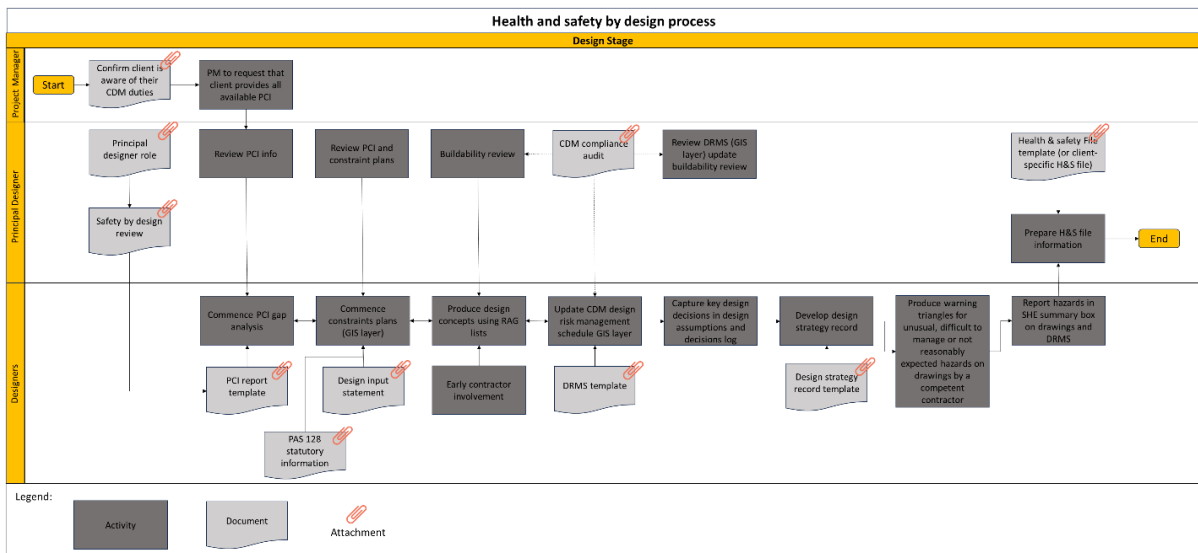 Health and safety by design process
Design Stage
Project Manager
Start
Confirm client is
aware of their
CDM duties
PM to request that
client provides all
available PCI
Principal Designer
Principal
designer role
Review PCI info
Review PCI and
constraint plans
Buildability review
CDM compliance
audit
Review DRMS (GIS
layer) update
buildability review
Health & safety File
template (or client-
specific H&S file)
Safety by design
review
Prepare H&S file
information
End
Designers
Commence PCI gap
analysis
Commence
constraints plans
(GIS layer)
Produce design
concepts using RAG
lists
Update CDM design
risk management
schedule GIS layer
Capture key design
decisions in design
assumptions and
decisions log
Develop design
strategy record
Produce warning
triangles for
unusual, difficult to
manage or not
reasonably
expected hazards on
drawings by a
competent
contractor
Report hazards in
SHE summary box
on drawings and
DRMS
PCI report
template
Design input
statement
Early contractor
involvement
DRMS template
Design strategy
record template
PAS 128
statutory
information
Legend:
Activity
Document
Attachment